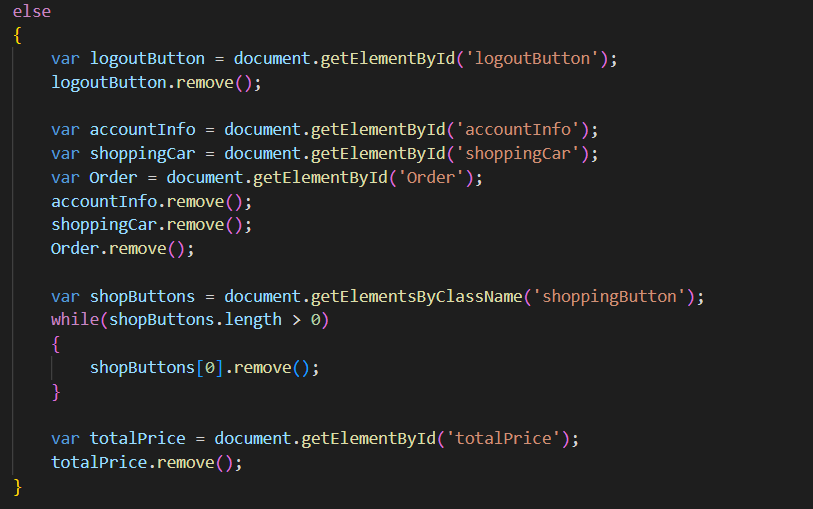 else
{
    var logoutButton = document.getElementById('logoutButton');
    logoutButton.remove();

    var accountInfo = document.getElementById('accountInfo');
    var shoppingCar = document.getElementById('shoppingCar');
    var Order = document.getElementById('Order');
    accountInfo.remove();
    shoppingCar.remove();
    Order.remove();

    var shopButtons = document.getElementsByClassName('shoppingButton');
    while(shopButtons.length > 0)
    {
        shopButtons[0].remove();
    }

    var totalPrice = document.getElementById('totalPrice');
    totalPrice.remove();
}